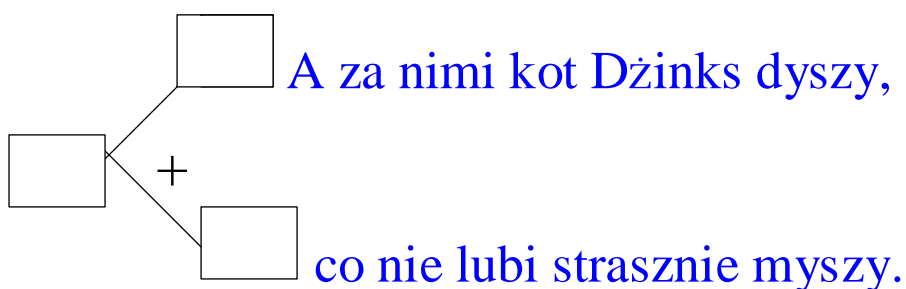 A za nimi kot Dżinks dyszy,
+
co nie lubi strasznie myszy.